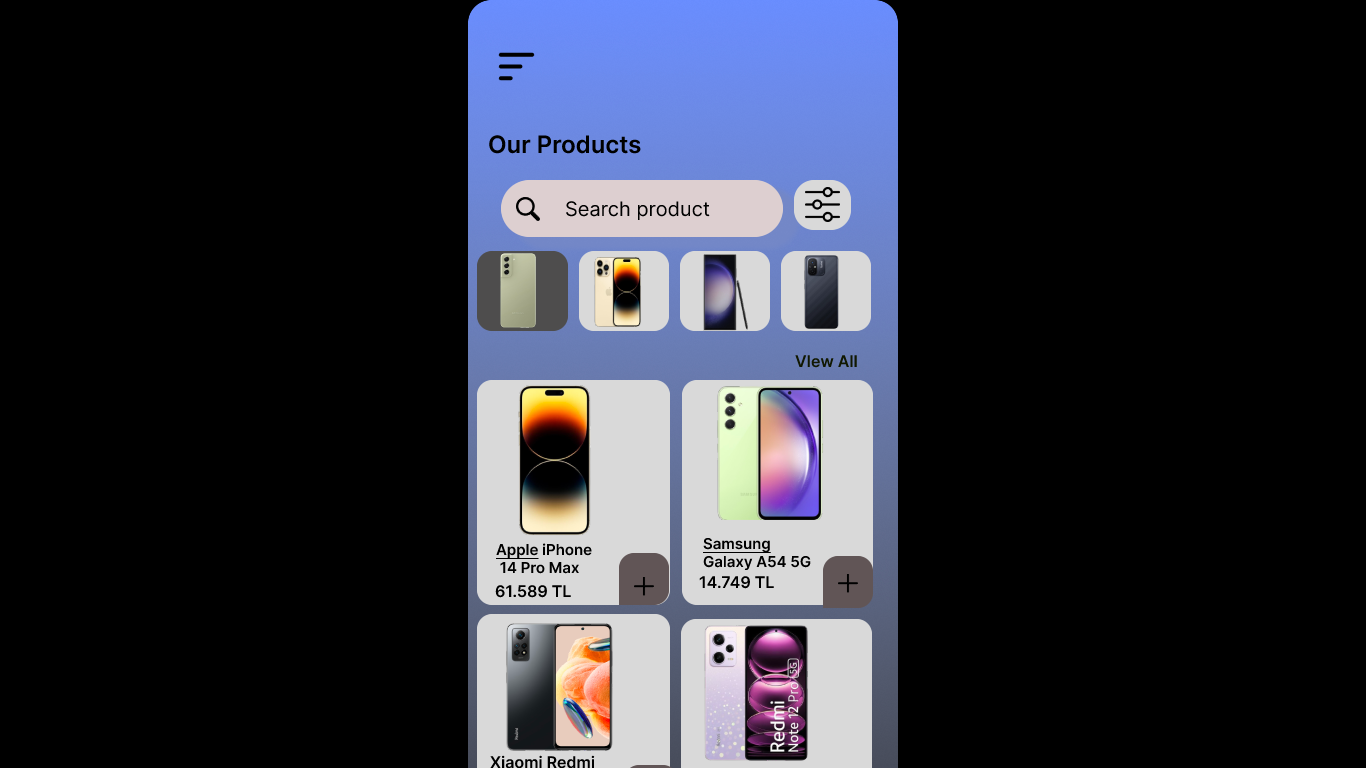 Our Products
Search product
VIew All
Apple iPhone
14 Pro Max
61.589 TL
Samsung
Galaxy A54 5G
14.749 TL
Redmi
Note 12 Pro+ 5G
Xiaomi Redmi